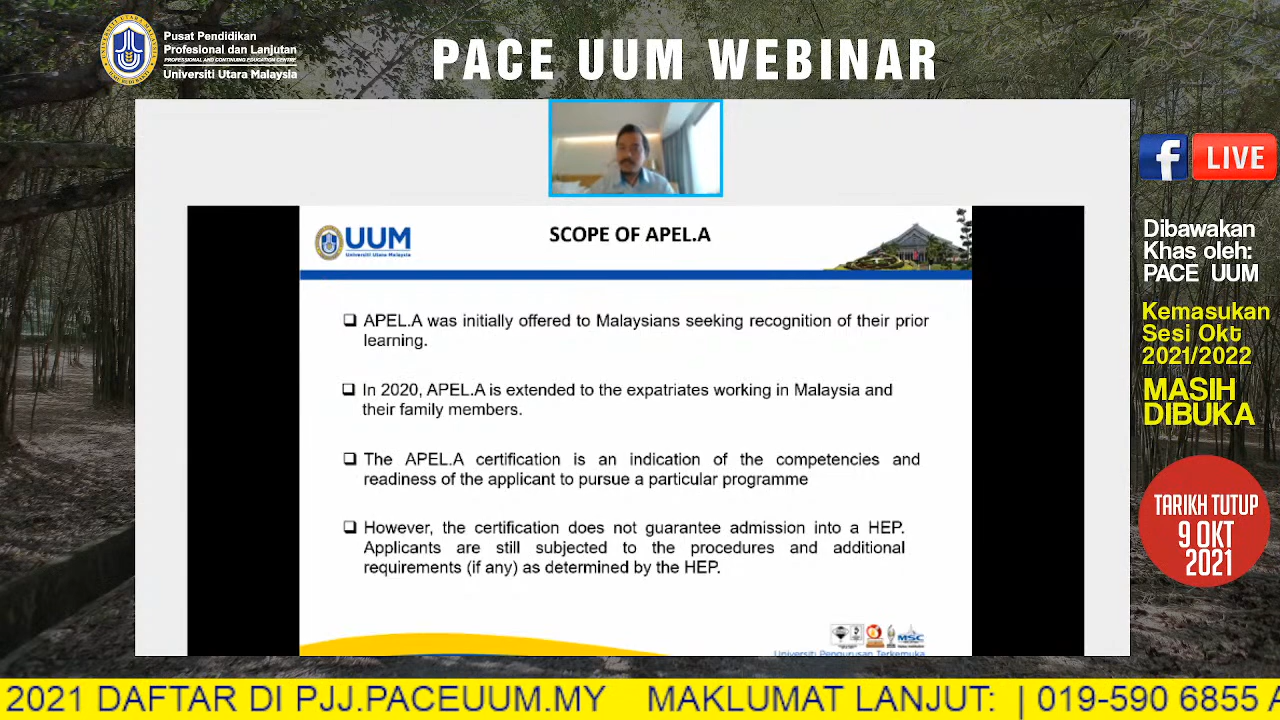 Pusat Pendidikan
Profesional dan Lanjutan
PROFESSIONAL AND CONTINUING EDUCATION CENTRE
Universiti Utara Malaysia
PACE UUM WEBINAR
f LIVE
Dibawakan
Khas oleh:
PACE UUM
Kemasukan
Sesi Okt
2021/2022
MASIH
DIBUKA
TARIKH TUTUP
9 OKT
2021
UUM
Universiti Utara Malaysia
SCOPE OF APEL.A
❑ APEL.A was initially offered to Malaysians seeking recognition of their prior
learning.
❑ In 2020, APEL.A is extended to the expatriates working in Malaysia and
their family members.
❑ The APEL.A certification is an indication of the competencies and
readiness of the applicant to pursue a particular programme
❑ However, the certification does not guarantee admission into a HEP.
Applicants are still subjected to the procedures and additional
requirements (if any) as determined by the HEP.
MSC
Universiti Pengurusan Terkemuka
2021 DAFTAR DI PJJ.PACEUUM.MY MAKLUMAT LANJUT: | 019-590 6855 A